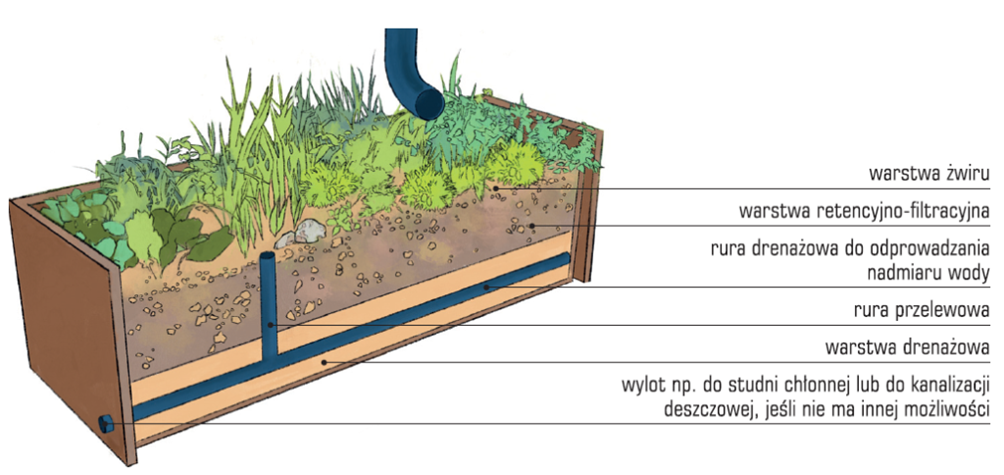 warstwa żwiru
warstwa retencyjno-filtracyjna
rura drenażowa do odprowadzania
nadmiaru wody
rura przelewowa
warstwa drenażowa
wylot np. do studni chłonnej lub do kanalizacji
deszczowej, jeśli nie ma innej możliwości